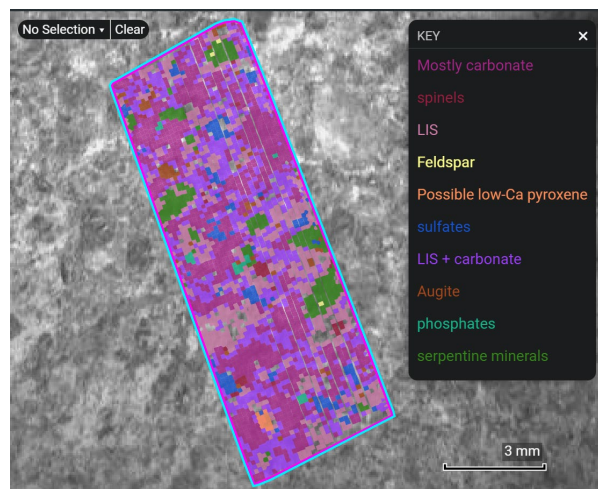 No Selection ▾ Clear
KEY ×
Mostly carbonate
spinels
LIS
Feldspar
Possible low-Ca pyroxene
sulfates
LIS + carbonate
Augite
phosphates
serpentine minerals
3 mm